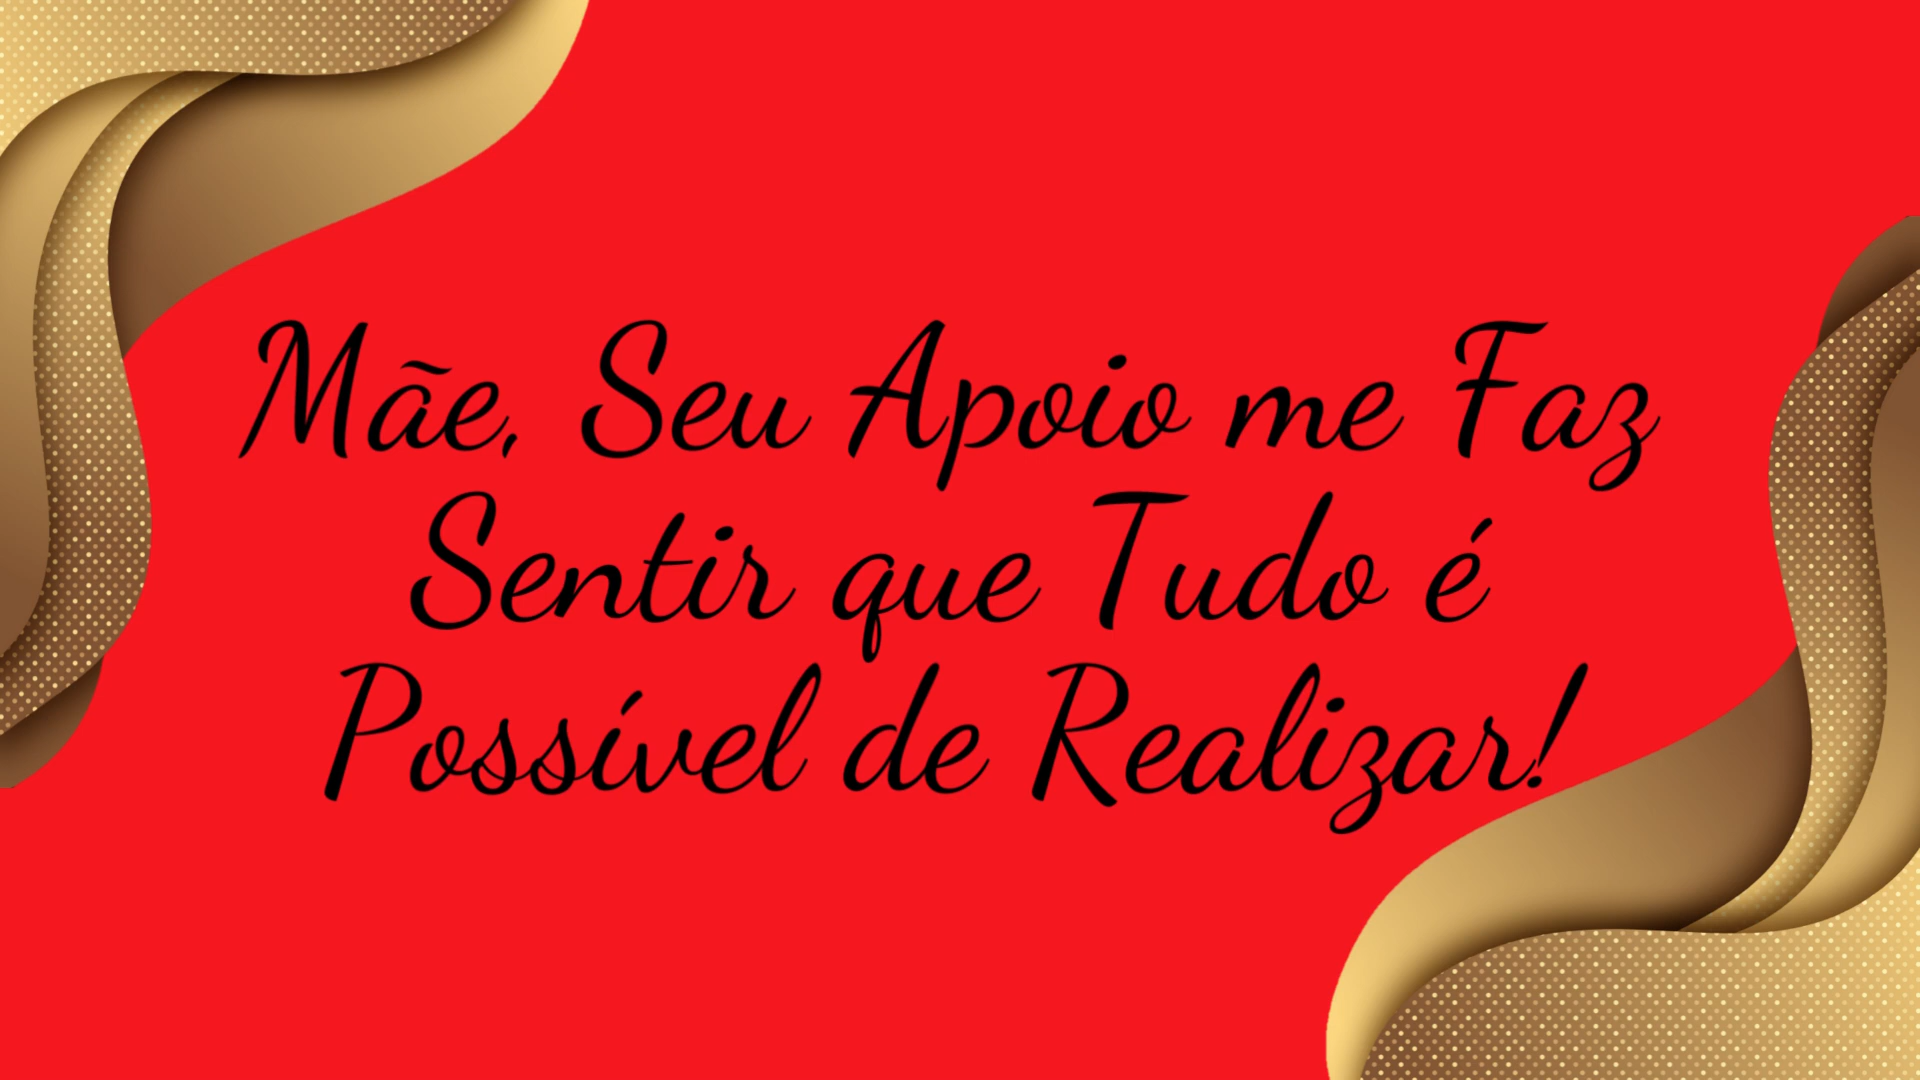 Mãe, Seu Apoio me Faz
Sentir que Tudo é
Possível de Realizar!